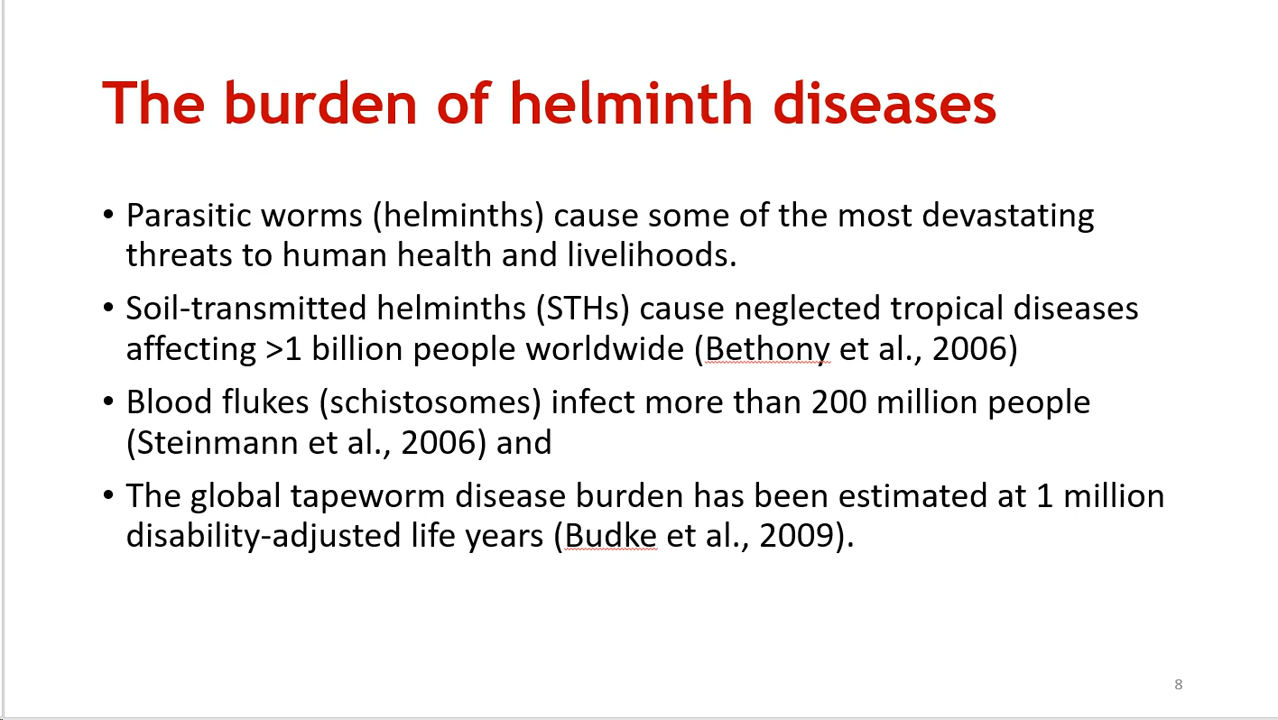 The burden of helminth diseases
• Parasitic worms (helminths) cause some of the most devastating
threats to human health and livelihoods.
• Soil-transmitted helminths (STHs) cause neglected tropical diseases
affecting >1 billion people worldwide (Bethony et al., 2006)
• Blood flukes (schistosomes) infect more than 200 million people
(Steinmann et al., 2006) and
• The global tapeworm disease burden has been estimated at 1 million
disability-adjusted life years (Budke et al., 2009).
8